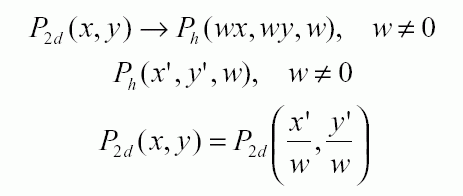 P_{2d}(x, y) → P_h(wx, wy, w),   w ≠ 0
P_h(x', y', w),   w ≠ 0
P_{2d}(x, y) = P_{2d}(x'/w, y'/w)